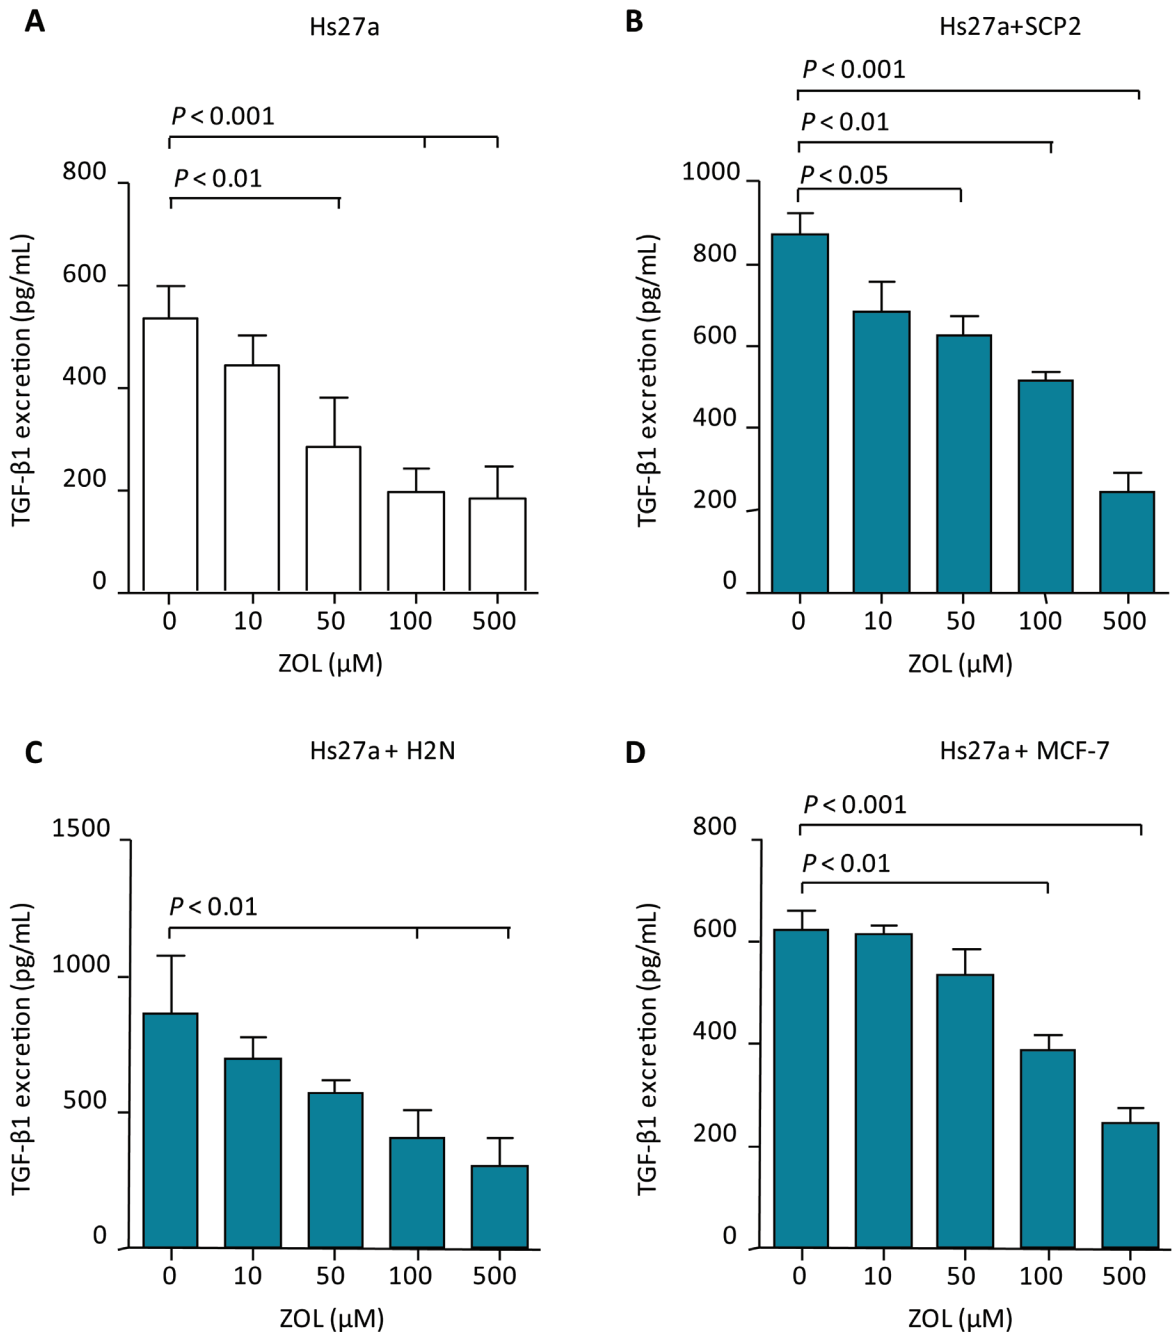 A
Hs27a
P < 0.001
P < 0.01
800
600
400
200
0
TGF-β1 excretion (pg/mL)
0 10 50 100 500
ZOL (µM)
B
Hs27a+SCP2
P < 0.001
P < 0.01
P < 0.05
1000
800
600
400
200
0
TGF-β1 excretion (pg/mL)
0 10 50 100 500
ZOL (µM)
C
Hs27a + H2N
1500
P < 0.01
1000
500
0
TGF-β1 excretion (pg/mL)
0 10 50 100 500
ZOL (µM)
D
Hs27a + MCF-7
P < 0.001
800
P < 0.01
600
400
200
0
TGF-β1 excretion (pg/mL)
0 10 50 100 500
ZOL (µM)